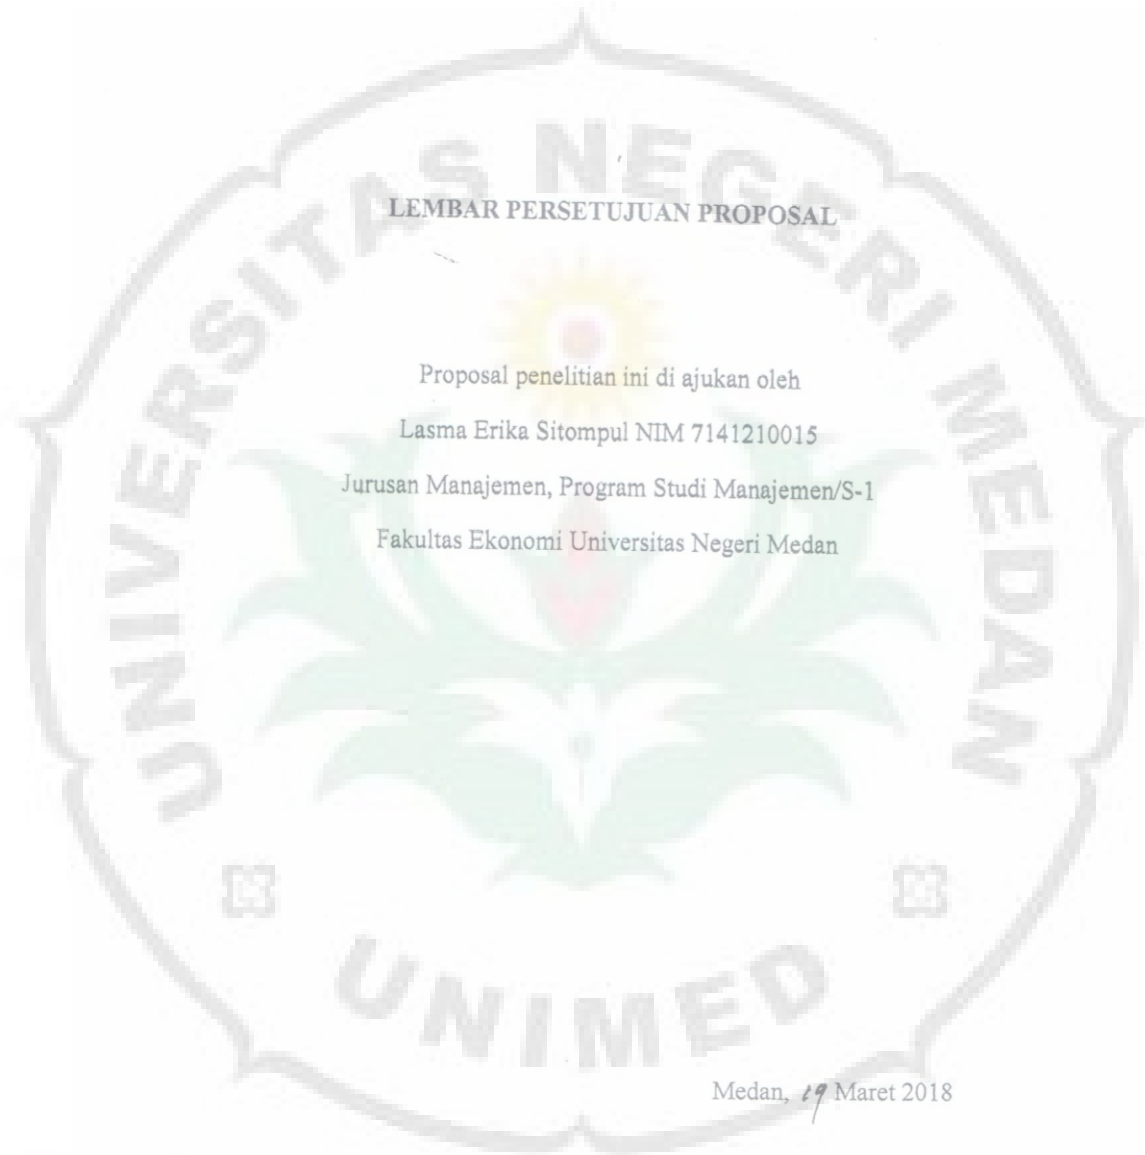 UNIVERSITAS NEGERI MEDAN
LEMBAR PERSETUJUAN PROPOSAL
Proposal penelitian ini di ajukan oleh
Lasma Erika Sitompul NIM 7141210015
Jurusan Manajemen, Program Studi Manajemen/S-1
Fakultas Ekonomi Universitas Negeri Medan
UNIMED
Medan, 19 Maret 2018